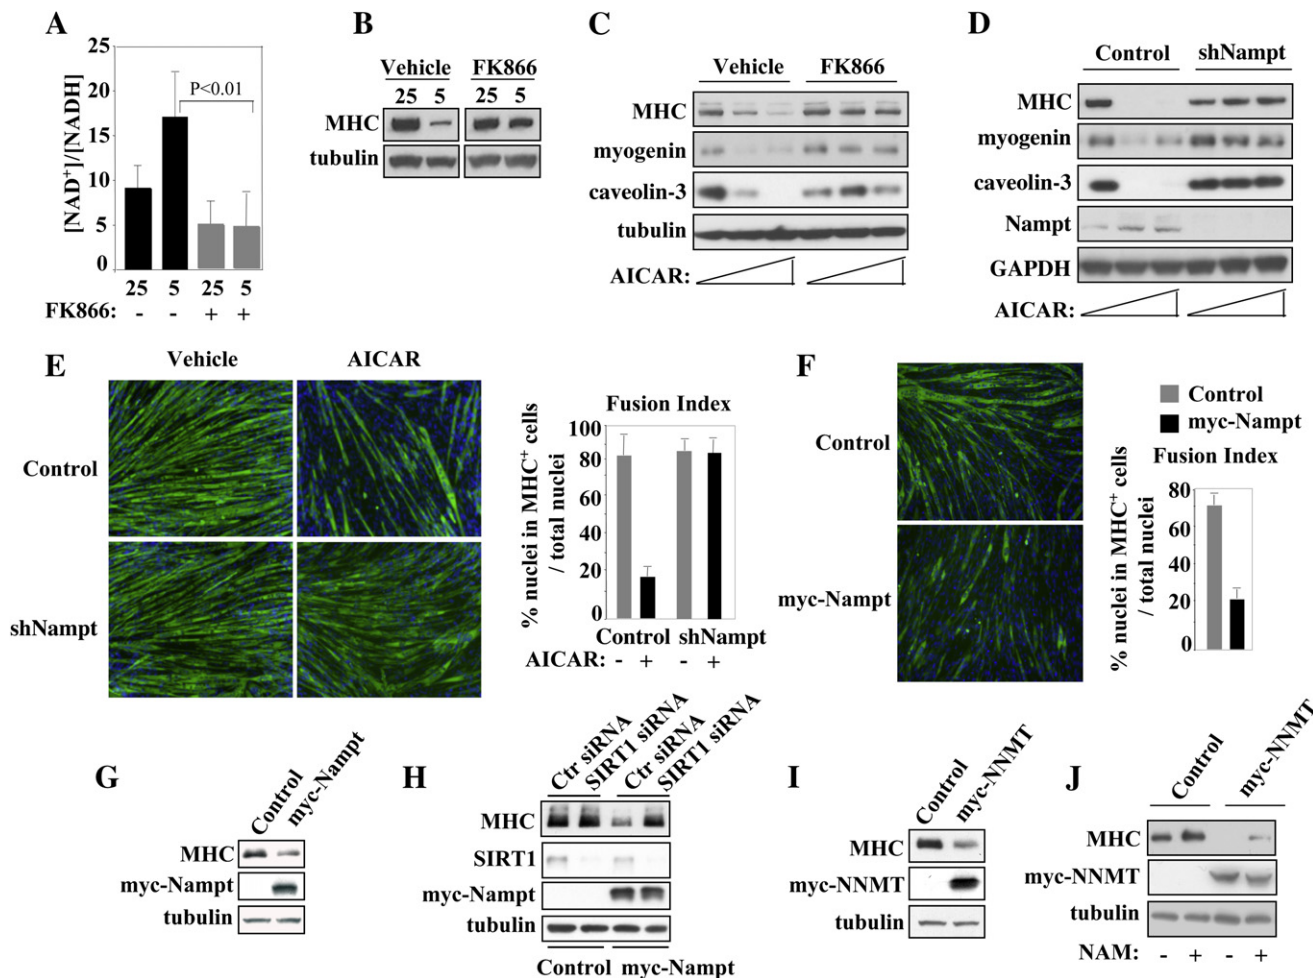 A
[NAD+]/[NADH]
25
20
15
10
5
0
P<0.01
25 5 25 5
FK866: - - + +
B
Vehicle FK866
25 5 25 5
MHC
tubulin
C
Vehicle FK866
MHC
myogenin
caveolin-3
tubulin
AICAR:
D
Control shNampt
MHC
myogenin
caveolin-3
Nampt
GAPDH
AICAR:
E
Vehicle AICAR
Control
shNampt
Fusion Index
% nuclei in MHC+ cells
/ total nuclei
100
80
60
40
20
0
Control shNampt
AICAR: - + - +
F
Control
myc-Nampt
Control
myc-Nampt
Fusion Index
% nuclei in MHC+ cells
/ total nuclei
80
60
40
20
0
G
Control
myc-Nampt
MHC
myc-Nampt
tubulin
H
Ctr siRNA
SIRT1 siRNA
Ctr siRNA
SIRT1 siRNA
MHC
SIRT1
myc-Nampt
tubulin
Control myc-Nampt
I
Control
myc-NNMT
MHC
myc-NNMT
tubulin
J
Control
myc-NNMT
MHC
myc-NNMT
tubulin
NAM: - + - +